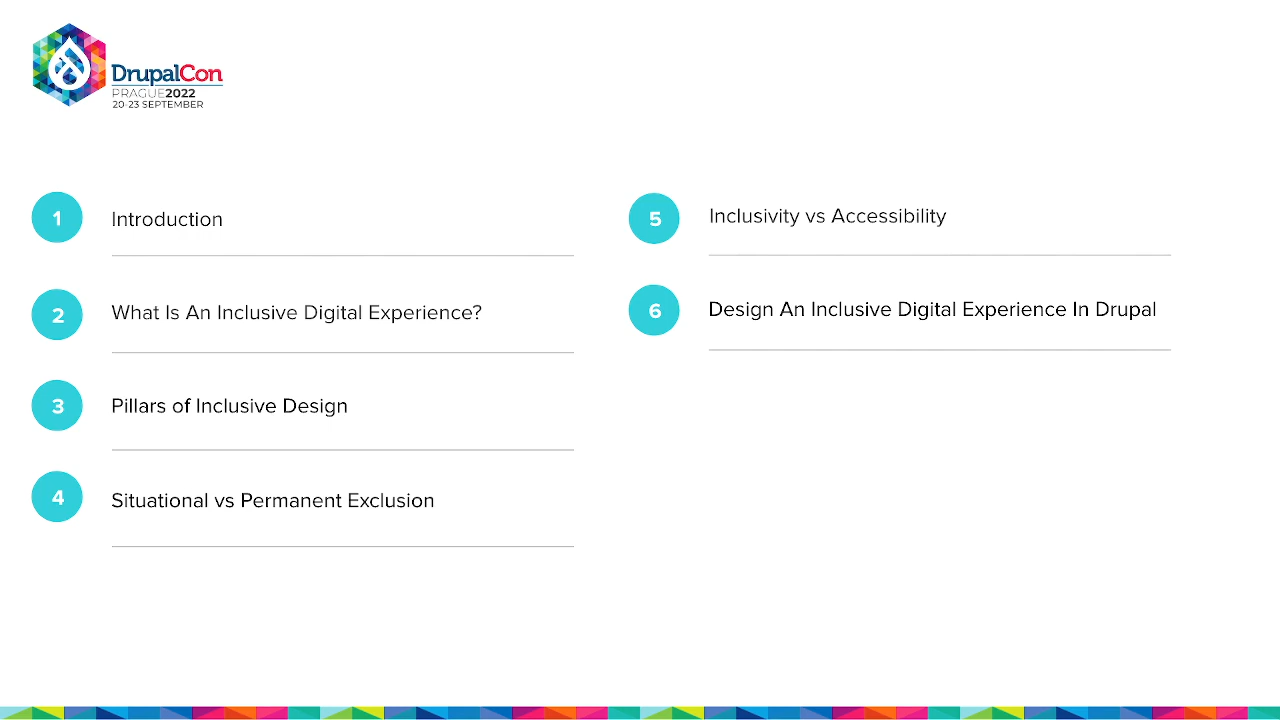 DrupalCon
PRAGUE2022
20-23 SEPTEMBER
1
Introduction
2
What Is An Inclusive Digital Experience?
3
Pillars of Inclusive Design
4
Situational vs Permanent Exclusion
5
Inclusivity vs Accessibility
6
Design An Inclusive Digital Experience In Drupal